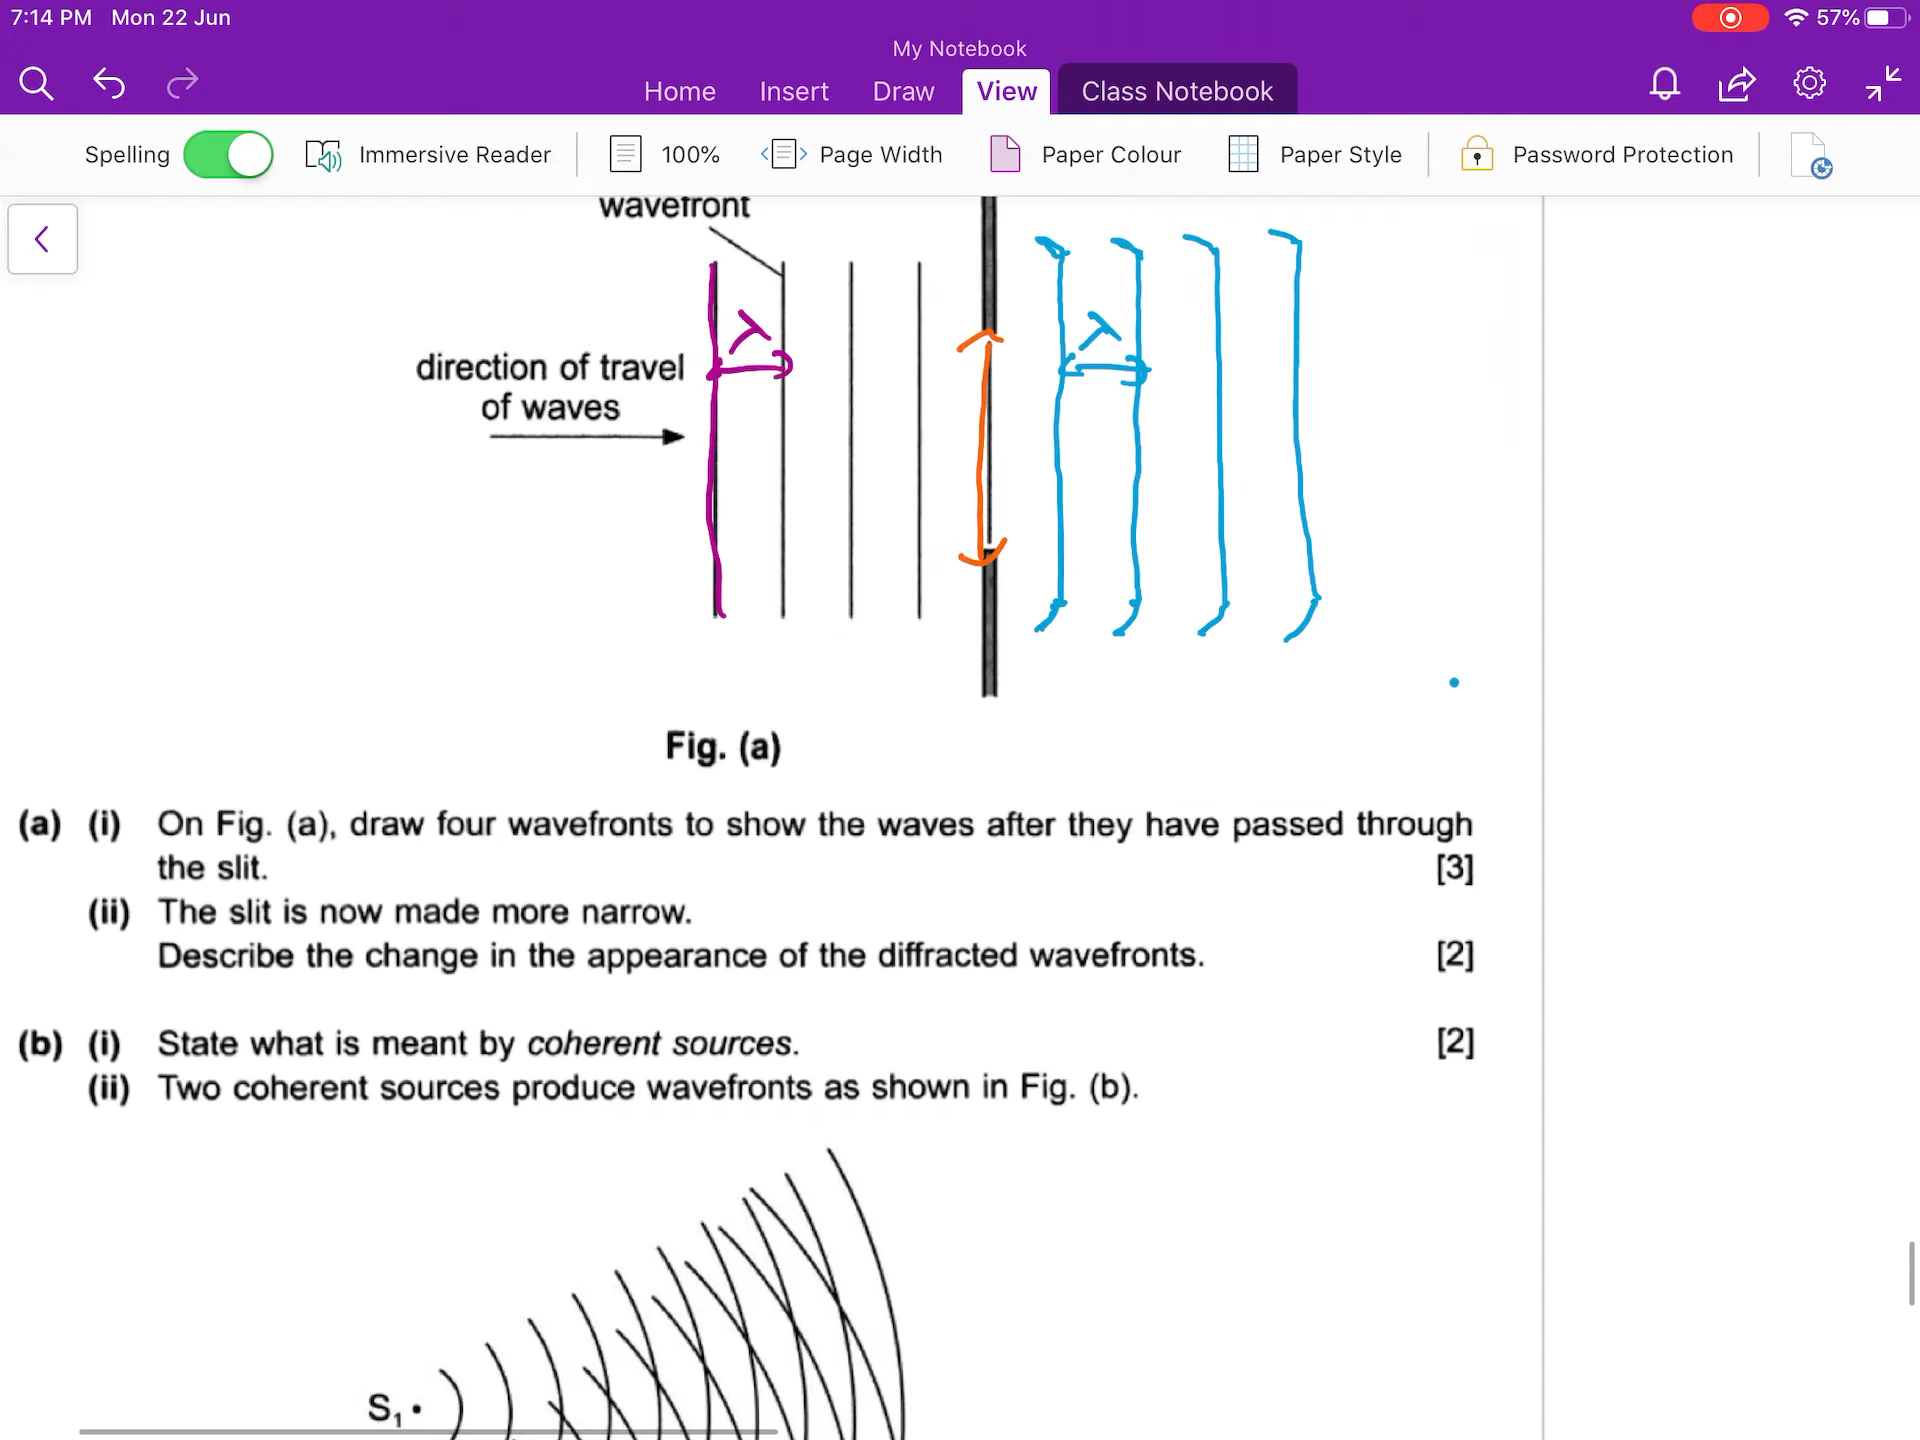 7:14 PM Mon 22 Jun
57%
My Notebook
Home Insert Draw View Class Notebook
Spelling Immersive Reader 100% Page Width Paper Colour Paper Style Password Protection
wavefront
λ λ
direction of travel
of waves
Fig. (a)
(a) (i) On Fig. (a), draw four wavefronts to show the waves after they have passed through
the slit. [3]
(ii) The slit is now made more narrow.
Describe the change in the appearance of the diffracted wavefronts. [2]
(b) (i) State what is meant by coherent sources. [2]
(ii) Two coherent sources produce wavefronts as shown in Fig. (b).
S₁